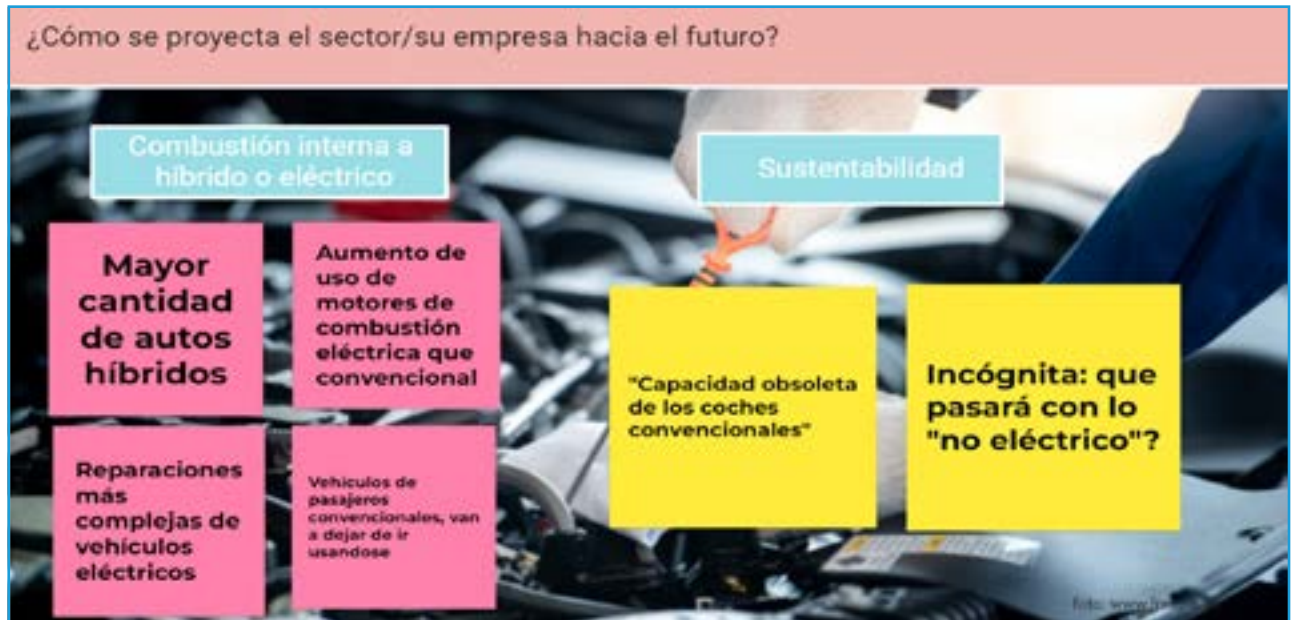 ¿Cómo se proyecta el sector/su empresa hacia el futuro?
Combustión interna a
híbrido o eléctrico
Mayor
cantidad
de autos
híbridos
Aumento de
uso de
motores de
combustión
eléctrica que
convencional
Reparaciones
más
complejas de
vehículos
eléctricos
Vehículos de
pasajeros
convencionales, van
a dejar de ir
usandose
Sustentabilidad
"Capacidad obsoleta
de los coches
convencionales"
Incógnita: que
pasará con lo
"no eléctrico"?